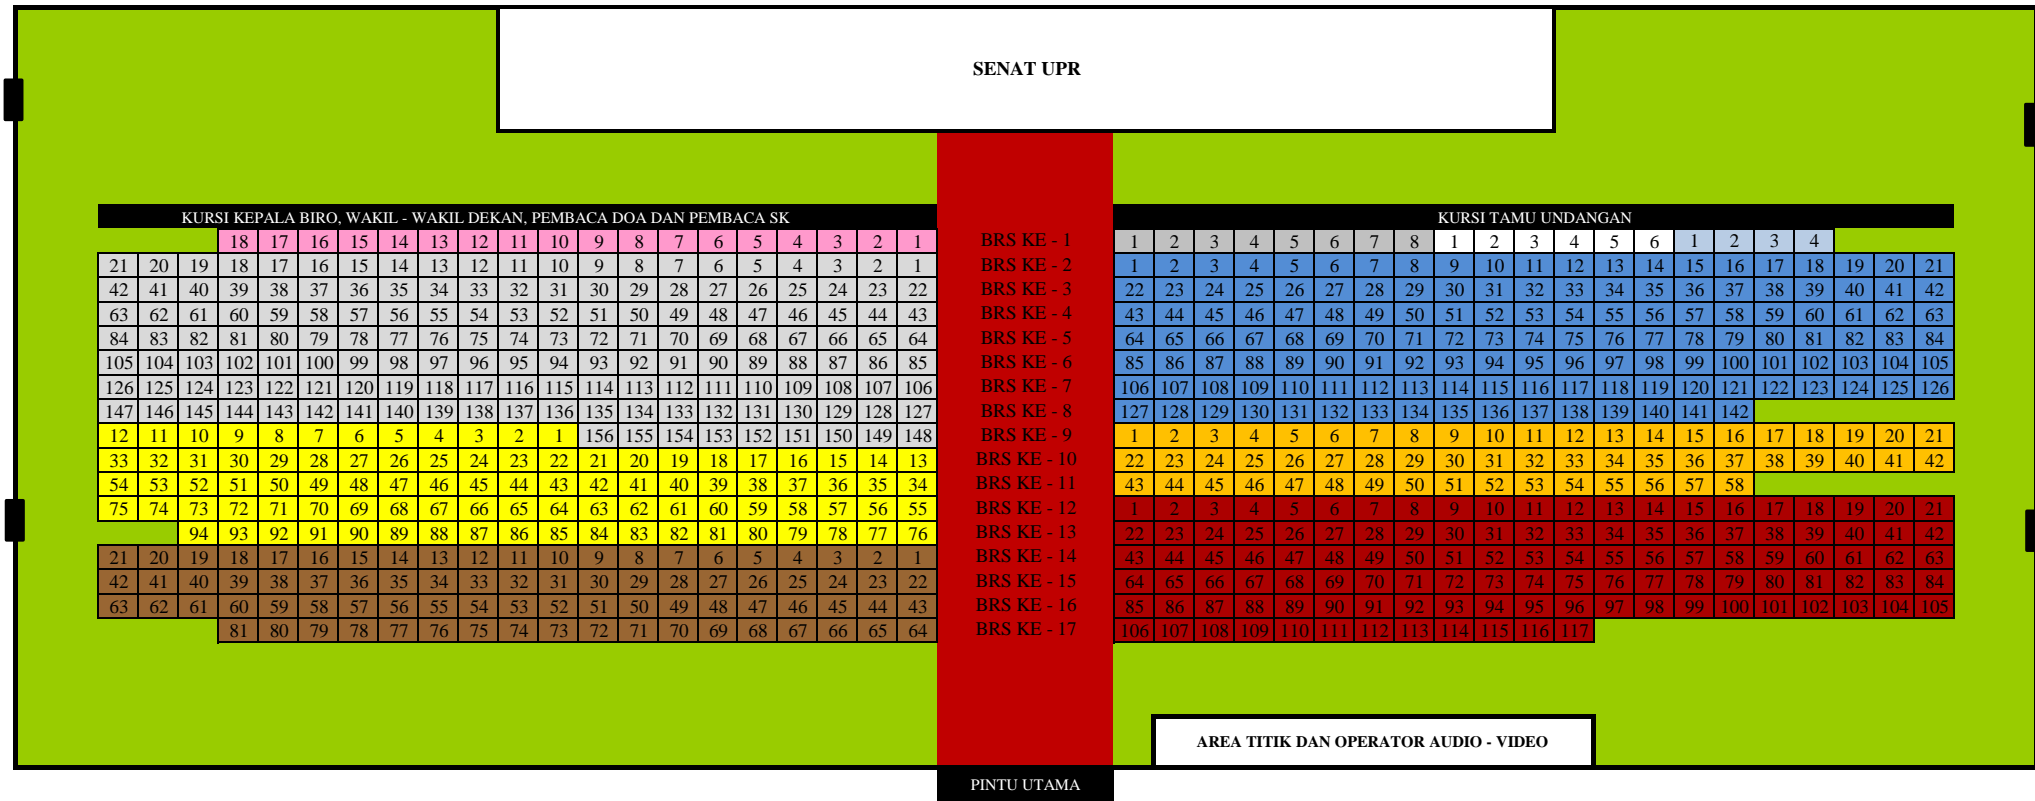 SENAT UPR
KURSI KEPALA BIRO, WAKIL - WAKIL DEKAN, PEMBACA DOA DAN PEMBACA SK KURSI TAMU UNDANGAN
18 17 16 15 14 13 12 11 10 9 8 7 6 5 4 3 2 1 BRS KE - 1 1 2 3 4 5 6 7 8 1 2 3 4 5 6 1 2 3 4
21 20 19 18 17 16 15 14 13 12 11 10 9 8 7 6 5 4 3 2 1 BRS KE - 2 1 2 3 4 5 6 7 8 9 10 11 12 13 14 15 16 17 18 19 20 21
42 41 40 39 38 37 36 35 34 33 32 31 30 29 28 27 26 25 24 23 22 BRS KE - 3 22 23 24 25 26 27 28 29 30 31 32 33 34 35 36 37 38 39 40 41 42
63 62 61 60 59 58 57 56 55 54 53 52 51 50 49 48 47 46 45 44 43 BRS KE - 4 43 44 45 46 47 48 49 50 51 52 53 54 55 56 57 58 59 60 61 62 63
84 83 82 81 80 79 78 77 76 75 74 73 72 71 70 69 68 67 66 65 64 BRS KE - 5 64 65 66 67 68 69 70 71 72 73 74 75 76 77 78 79 80 81 82 83 84
105 104 103 102 101 100 99 98 97 96 95 94 93 92 91 90 89 88 87 86 85 BRS KE - 6 85 86 87 88 89 90 91 92 93 94 95 96 97 98 99 100 101 102 103 104 105
126 125 124 123 122 121 120 119 118 117 116 115 114 113 112 111 110 109 108 107 106 BRS KE - 7 106 107 108 109 110 111 112 113 114 115 116 117 118 119 120 121 122 123 124 125 126
147 146 145 144 143 142 141 140 139 138 137 136 135 134 133 132 131 130 129 128 127 BRS KE - 8 127 128 129 130 131 132 133 134 135 136 137 138 139 140 141 142
12 11 10 9 8 7 6 5 4 3 2 1 156 155 154 153 152 151 150 149 148 BRS KE - 9 1 2 3 4 5 6 7 8 9 10 11 12 13 14 15 16 17 18 19 20 21
33 32 31 30 29 28 27 26 25 24 23 22 21 20 19 18 17 16 15 14 13 BRS KE - 10 22 23 24 25 26 27 28 29 30 31 32 33 34 35 36 37 38 39 40 41 42
54 53 52 51 50 49 48 47 46 45 44 43 42 41 40 39 38 37 36 35 34 BRS KE - 11 43 44 45 46 47 48 49 50 51 52 53 54 55 56 57 58
75 74 73 72 71 70 69 68 67 66 65 64 63 62 61 60 59 58 57 56 55 BRS KE - 12 1 2 3 4 5 6 7 8 9 10 11 12 13 14 15 16 17 18 19 20 21
94 93 92 91 90 89 88 87 86 85 84 83 82 81 80 79 78 77 76 BRS KE - 13 22 23 24 25 26 27 28 29 30 31 32 33 34 35 36 37 38 39 40 41 42
21 20 19 18 17 16 15 14 13 12 11 10 9 8 7 6 5 4 3 2 1 BRS KE - 14 43 44 45 46 47 48 49 50 51 52 53 54 55 56 57 58 59 60 61 62 63
42 41 40 39 38 37 36 35 34 33 32 31 30 29 28 27 26 25 24 23 22 BRS KE - 15 64 65 66 67 68 69 70 71 72 73 74 75 76 77 78 79 80 81 82 83 84
63 62 61 60 59 58 57 56 55 54 53 52 51 50 49 48 47 46 45 44 43 BRS KE - 16 85 86 87 88 89 90 91 92 93 94 95 96 97 98 99 100 101 102 103 104 105
81 80 79 78 77 76 75 74 73 72 71 70 69 68 67 66 65 64 BRS KE - 17 106 107 108 109 110 111 112 113 114 115 116 117
AREA TITIK DAN OPERATOR AUDIO - VIDEO
PINTU UTAMA